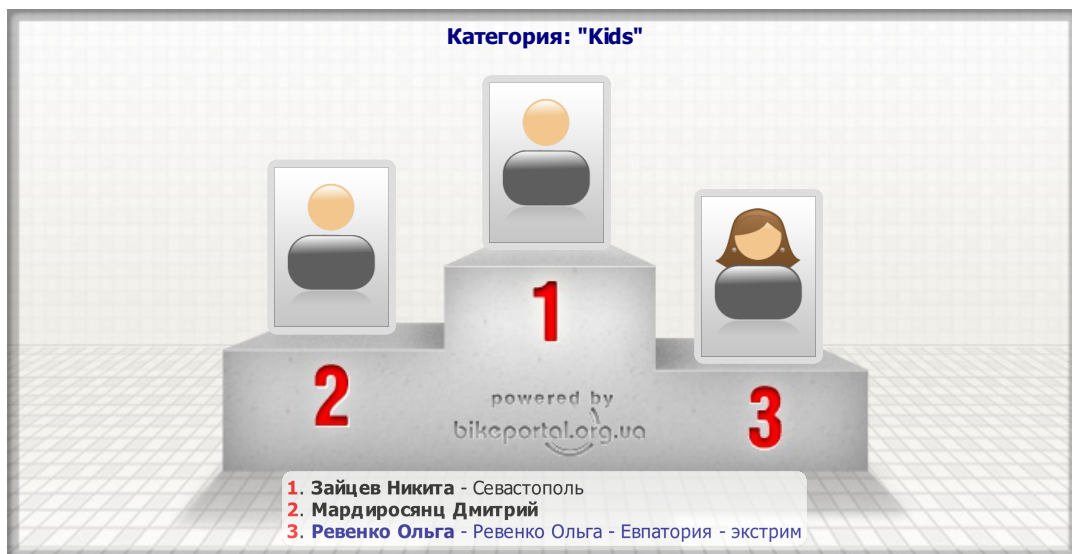 Категория: "Kids"
1
2
3
powered by
bikeportal.org.ua
1. Зайцев Никита - Севастополь
2. Мардиросянц Дмитрий
3. Ревенко Ольга - Ревенко Ольга - Евпатория - экстрим